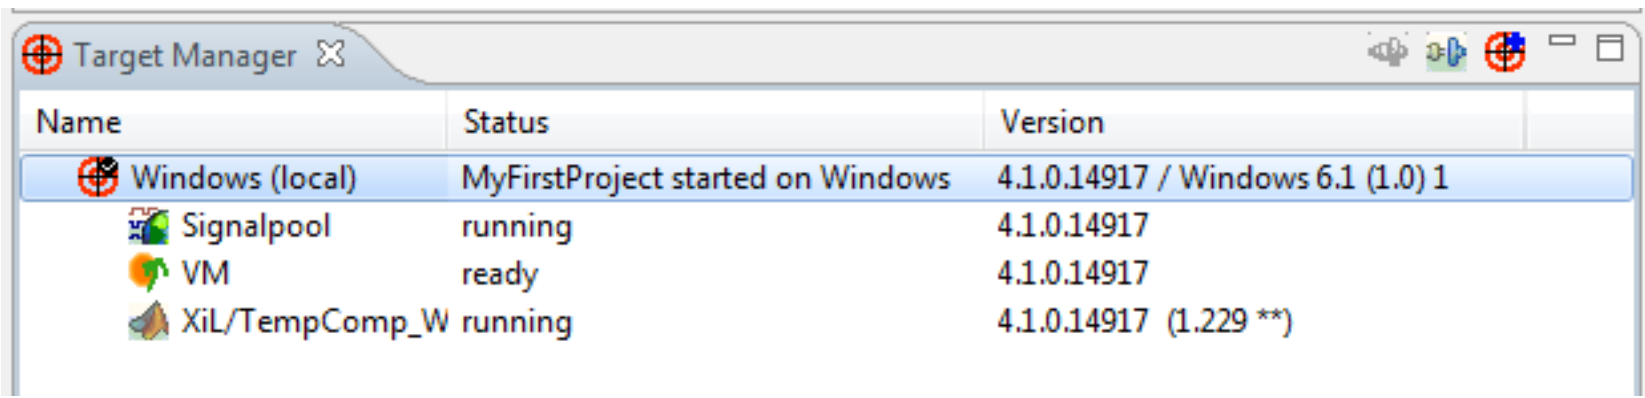 Target Manager
Name Status Version
Windows (local) MyFirstProject started on Windows 4.1.0.14917 / Windows 6.1 (1.0) 1
Signalpool running 4.1.0.14917
VM ready 4.1.0.14917
XiL/TempComp_W running 4.1.0.14917 (1.229 **)